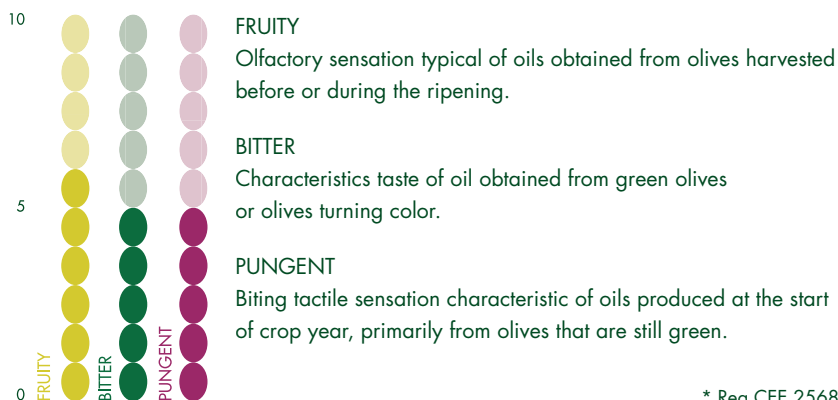 10
5
0
FRUITY
BITTER
PUNGENT
FRUITY
Olfactory sensation typical of oils obtained from olives harvested
before or during the ripening.
BITTER
Characteristics taste of oil obtained from green olives
or olives turning color.
PUNGENT
Biting tactile sensation characteristic of oils produced at the start
of crop year, primarily from olives that are still green.
* Reg CEE 2568